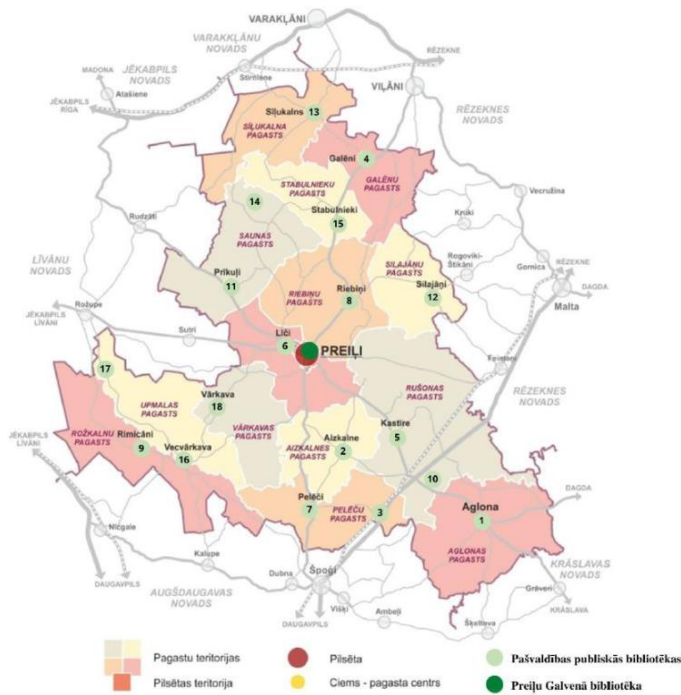 VARAKĻĀNI
VARAKKĻĀNU
NOVADS
RĒZEKNE
MADONA
JĒKABPILS
NOVADS
Stirniene
Atašiene
VIĻĀNI
JĒKABPILS
RĪGA
Sīļukalns
13
SĪĻUKALNA
PAGASTS
RĒZEKNES
NOVADS
Galēni
4
GALĒNU
PAGASTS
STABULNIEKU
PAGASTS
14
Vecružina
Stabulnieki
15
Rudzāti
Kruķi
SAUNAS
PAGASTS
SILAJĀŅU
PAGASTS
Rogoviki-
Štikāni
Gornica
RĒZEKNE
LĪVĀNU
NOVADS
Prīkuļi
11
RIEBIŅU
PAGASTS
Riebiņi
8
Silajāņi
12
DAGDA
Malta
Rožupe
JĒKABPILS
LĪVĀNI
Sutri
Līči
6
PREIĻI
17
RUŠONAS
PAGASTS
RĒZEKNES
NOVADS
UPMALAS
PAGASTS
Vārkava
18
VĀRKAVAS
PAGASTS
ROŽKALNU
PAGASTS
Rimicāni
9
Vecvārkava
16
AIZKALNES
PAGASTS
Aizkalne
2
Kastīre
5
JĒKABPILS
LĪVĀNI
10
DAGDA
Pelēči
7
PELĒČU
PAGASTS
3
Aglona
1
Nīcgale
AGLONAS
PAGASTS
Kalupe
KRĀSLAVAS
NOVADS
Dubna
Špoģi
DAUGAVPILS
AUGŠDAUGAVAS
NOVADS
Višķi
Grāveri
Ambeļi
KRĀSLAVA
DAUGAVPILS
Šķeltova
Pagastu teritorijas
Pilsētas teritorija
Pilsēta
Ciems - pagasta centrs
Pašvaldības publiskās bibliotēkas
Preiļu Galvenā bibliotēka